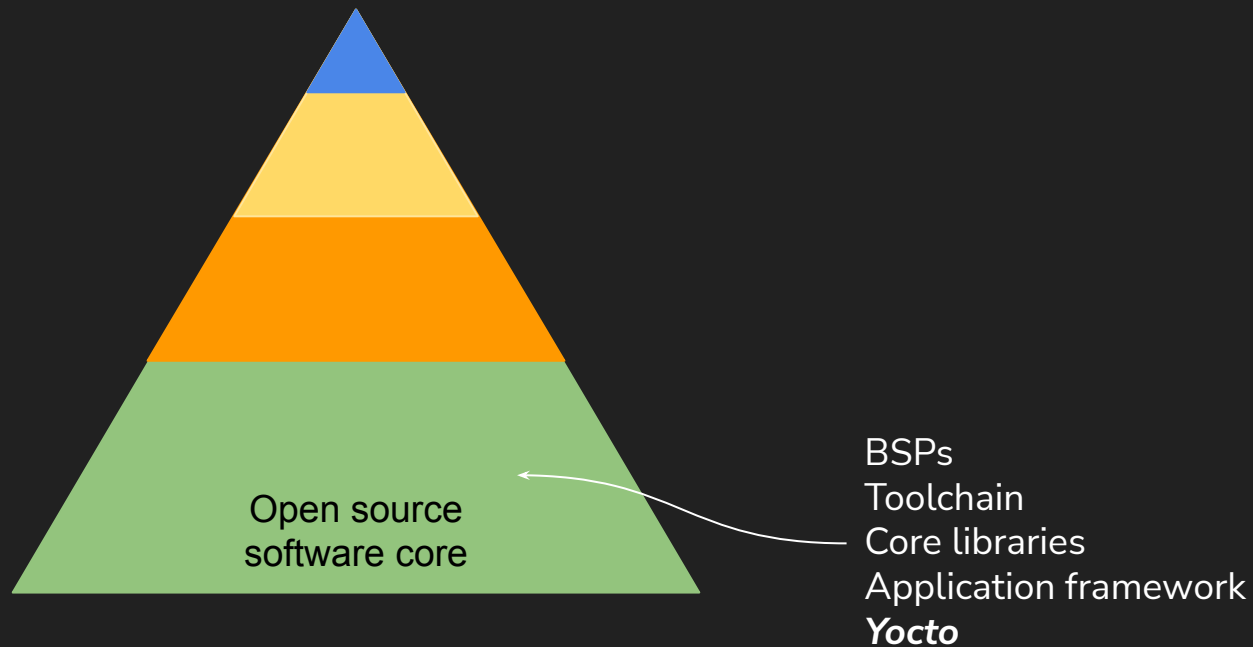 Open source
software core
BSPs
Toolchain
Core libraries
Application framework
Yocto